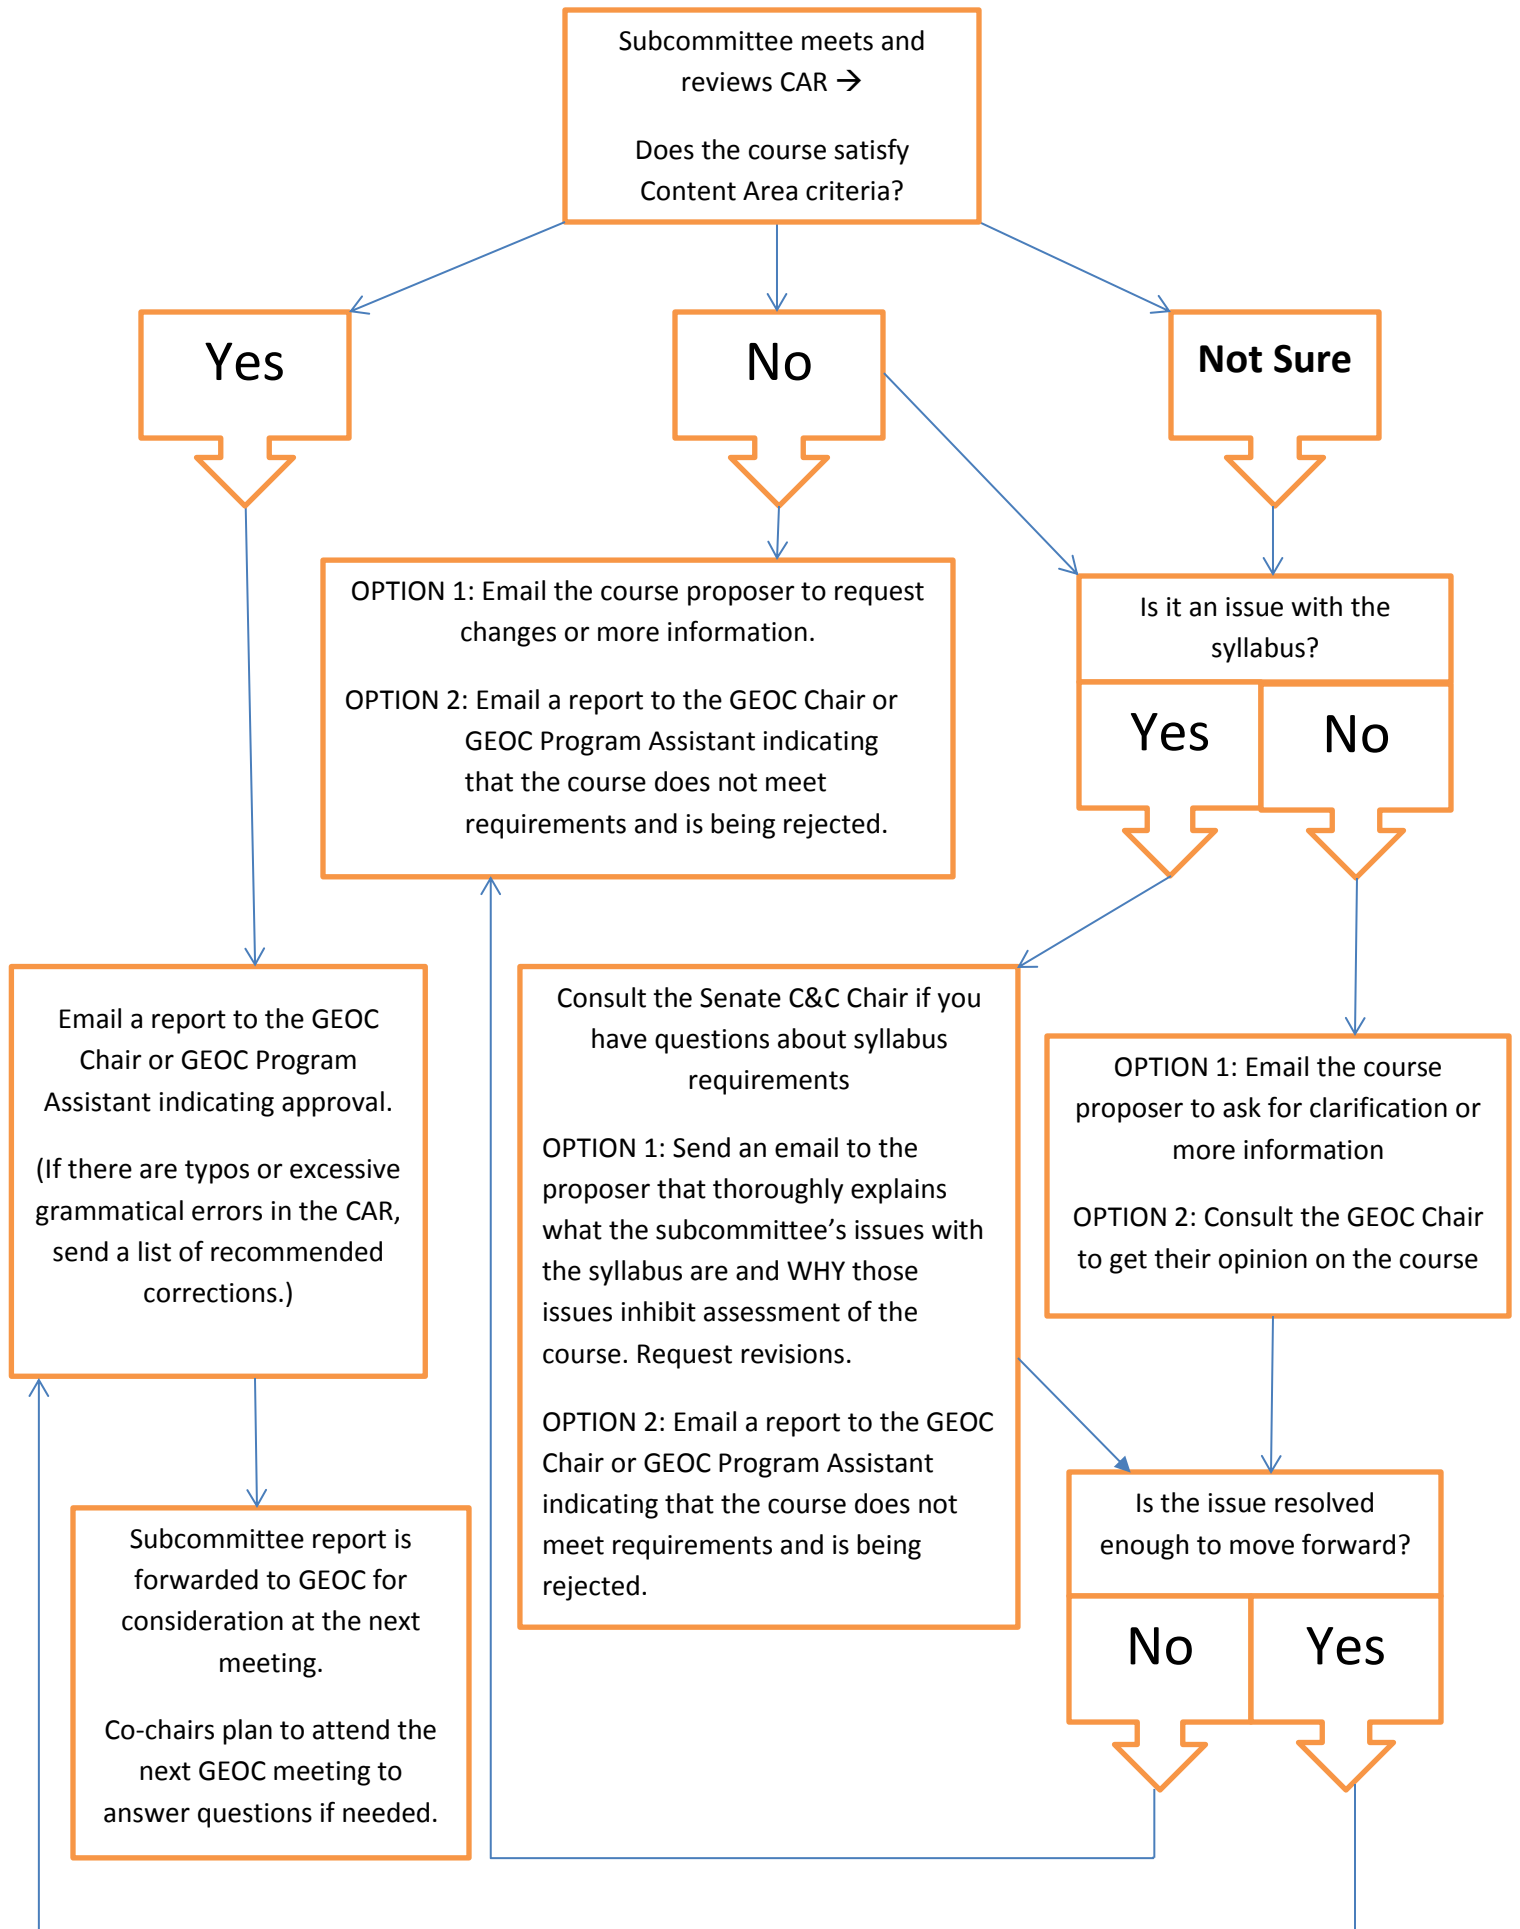 Subcommittee meets and
reviews CAR →
Does the course satisfy
Content Area criteria?
Yes
No
Not Sure
OPTION 1: Email the course proposer to request
changes or more information.
OPTION 2: Email a report to the GEOC Chair or
GEOC Program Assistant indicating
that the course does not meet
requirements and is being rejected.
Is it an issue with the
syllabus?
Yes
No
Email a report to the GEOC
Chair or GEOC Program
Assistant indicating approval.
(If there are typos or excessive
grammatical errors in the CAR,
send a list of recommended
corrections.)
Consult the Senate C&C Chair if you
have questions about syllabus
requirements
OPTION 1: Send an email to the
proposer that thoroughly explains
what the subcommittee’s issues with
the syllabus are and WHY those
issues inhibit assessment of the
course. Request revisions.
OPTION 2: Email a report to the GEOC
Chair or GEOC Program Assistant
indicating that the course does not
meet requirements and is being
rejected.
OPTION 1: Email the course
proposer to ask for clarification or
more information
OPTION 2: Consult the GEOC Chair
to get their opinion on the course
Subcommittee report is
forwarded to GEOC for
consideration at the next
meeting.
Co-chairs plan to attend the
next GEOC meeting to
answer questions if needed.
Is the issue resolved
enough to move forward?
No
Yes